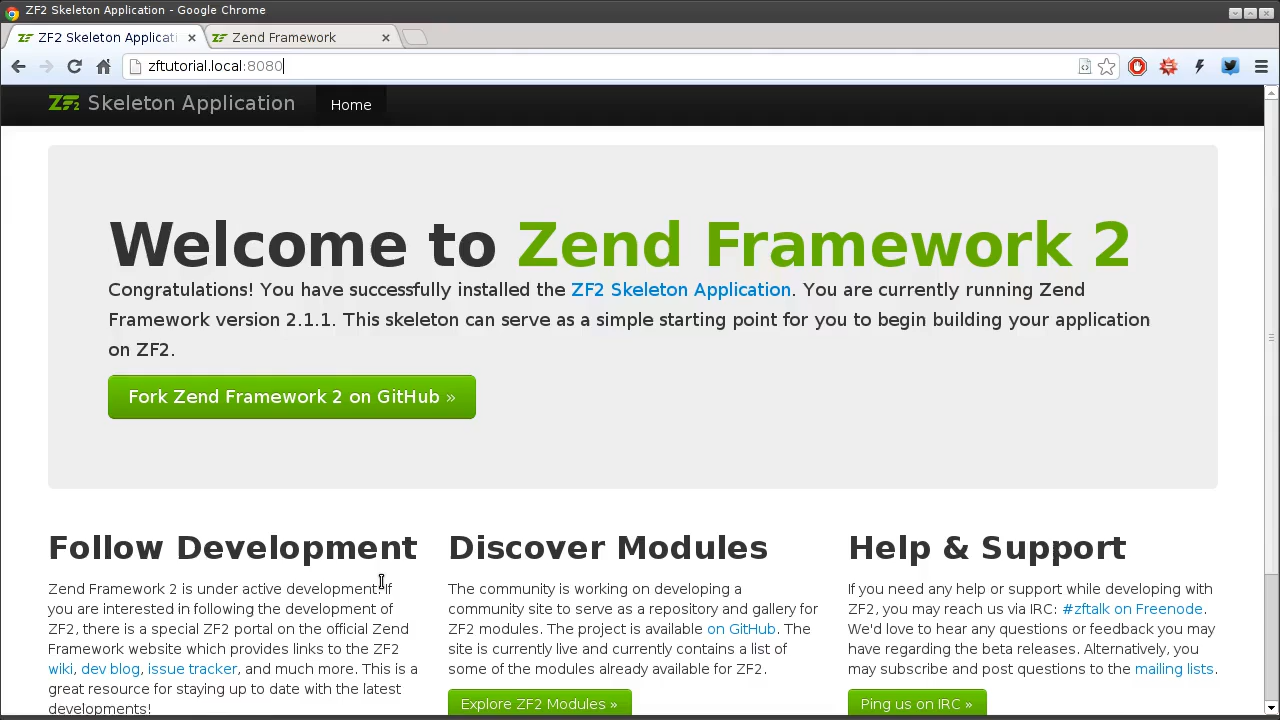 ZF2 Skeleton Application - Google Chrome
ZF2 Skeleton Applicati
Zend Framework
zftutorial.local:8080
ZF2 Skeleton Application
Home
Welcome to Zend Framework 2
Congratulations! You have successfully installed the ZF2 Skeleton Application. You are currently running Zend
Framework version 2.1.1. This skeleton can serve as a simple starting point for you to begin building your application
on ZF2.
Fork Zend Framework 2 on GitHub »
Follow Development
Zend Framework 2 is under active development. If
you are interested in following the development of
ZF2, there is a special ZF2 portal on the official Zend
Framework website which provides links to the ZF2
wiki, dev blog, issue tracker, and much more. This is a
great resource for staying up to date with the latest
developments!
Discover Modules
The community is working on developing a
community site to serve as a repository and gallery for
ZF2 modules. The project is available on GitHub. The
site is currently live and currently contains a list of
some of the modules already available for ZF2.
Explore ZF2 Modules »
Help & Support
If you need any help or support while developing with
ZF2, you may reach us via IRC: #zftalk on Freenode.
We'd love to hear any questions or feedback you may
have regarding the beta releases. Alternatively, you
may subscribe and post questions to the mailing lists.
Ping us on IRC »